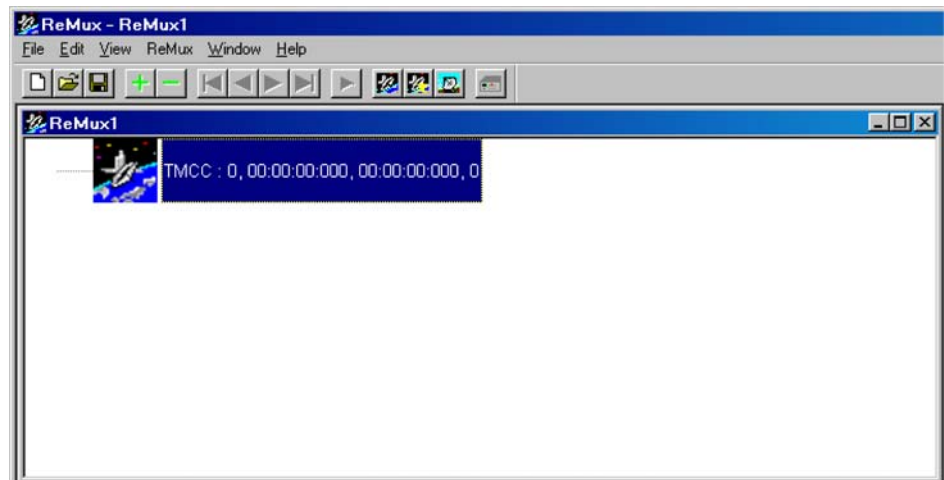 ReMux - ReMux1
File Edit View ReMux Window Help
ReMux1
TMCC : 0, 00:00:00:000, 00:00:00:000, 0